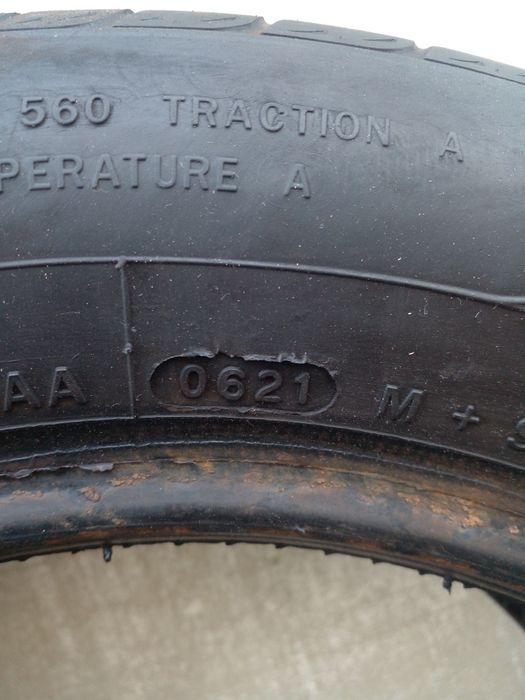 560 TRACTION A
PERATURE A
AA 0621 M + S